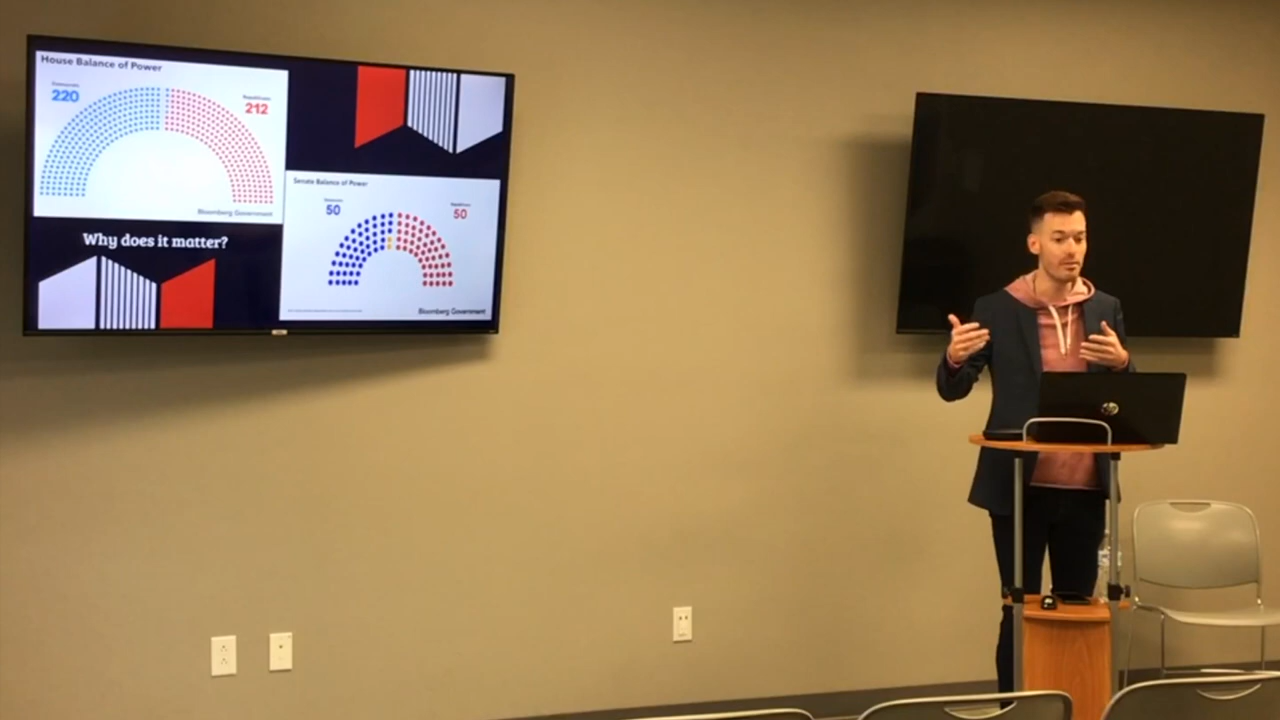 House Balance of Power
Democrats
220
Republicans
212
Bloomberg Government
Senate Balance of Power
Democrats
50
Republicans
50
Bloomberg Government
Why does it matter?
hp